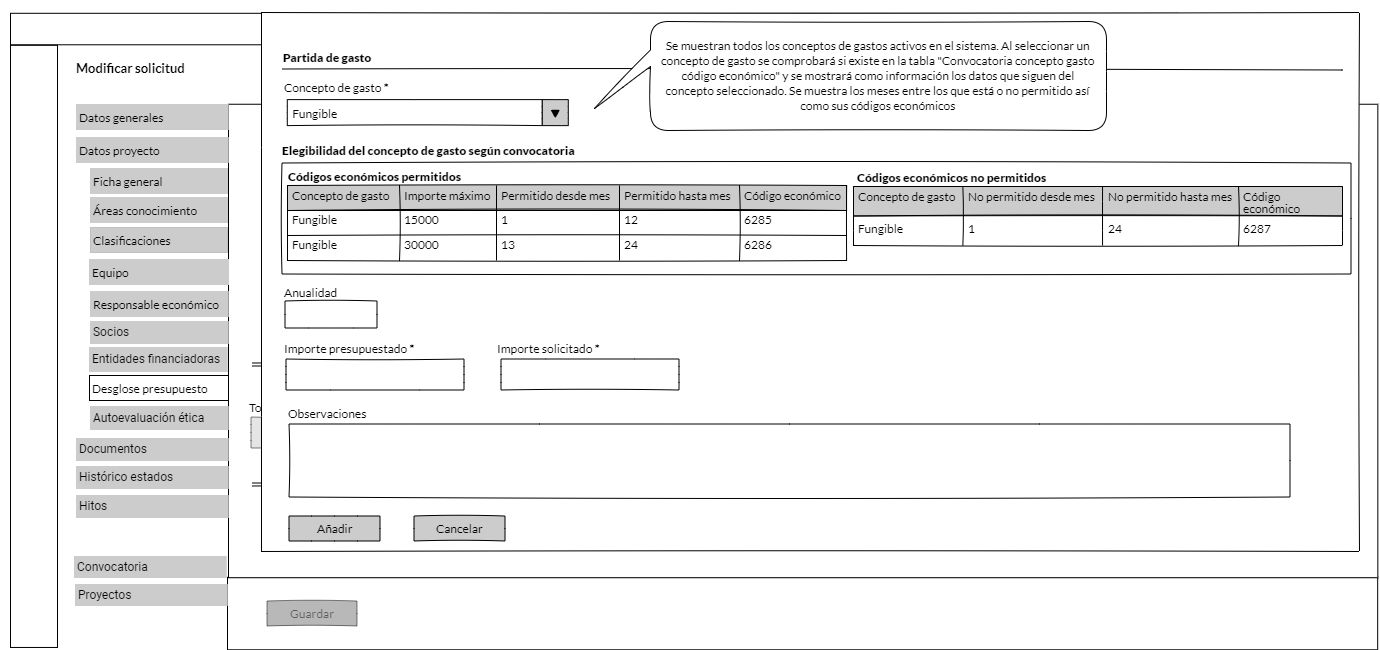 Modificar solicitud
Datos generales
Datos proyecto
Ficha general
Áreas conocimiento
Clasificaciones
Equipo
Responsable económico
Socios
Entidades financiadoras
Desglose presupuesto
Autoevaluación ética
Documentos
Histórico estados
Hitos
Convocatoria
Proyectos
To
Partida de gasto
Se muestran todos los conceptos de gastos activos en el sistema. Al seleccionar un
concepto de gasto se comprobará si existe en la tabla "Convocatoria concepto gasto
código económico" y se mostrará como información los datos que siguen del
concepto seleccionado. Se muestra los meses entre los que está o no permitido así
como sus códigos económicos
Concepto de gasto *
Fungible
Elegibilidad del concepto de gasto según convocatoria
Códigos económicos permitidos
Concepto de gasto Importe máximo Permitido desde mes Permitido hasta mes Código económico
Fungible 15000 1 12 6285
Fungible 30000 13 24 6286
Códigos económicos no permitidos
Concepto de gasto No permitido desde mes No permitido hasta mes Código
económico
Fungible 1 24 6287
Anualidad
Importe presupuestado * Importe solicitado *
Observaciones
Añadir Cancelar
Guardar